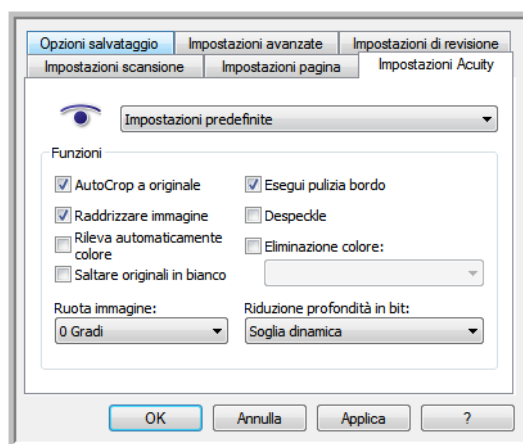 Opzioni salvataggio Impostazioni avanzate Impostazioni di revisione
Impostazioni scansione Impostazioni pagina Impostazioni Acuity
Impostazioni predefinite
Funzioni
AutoCrop a originale Esegui pulizia bordo
Raddrizzare immagine Despeckle
Rileva automaticamente
colore
Eliminazione colore:
Saltare originali in bianco
Ruota immagine: Riduzione profondità in bit:
0 Gradi Soglia dinamica
OK Annulla Applica ?